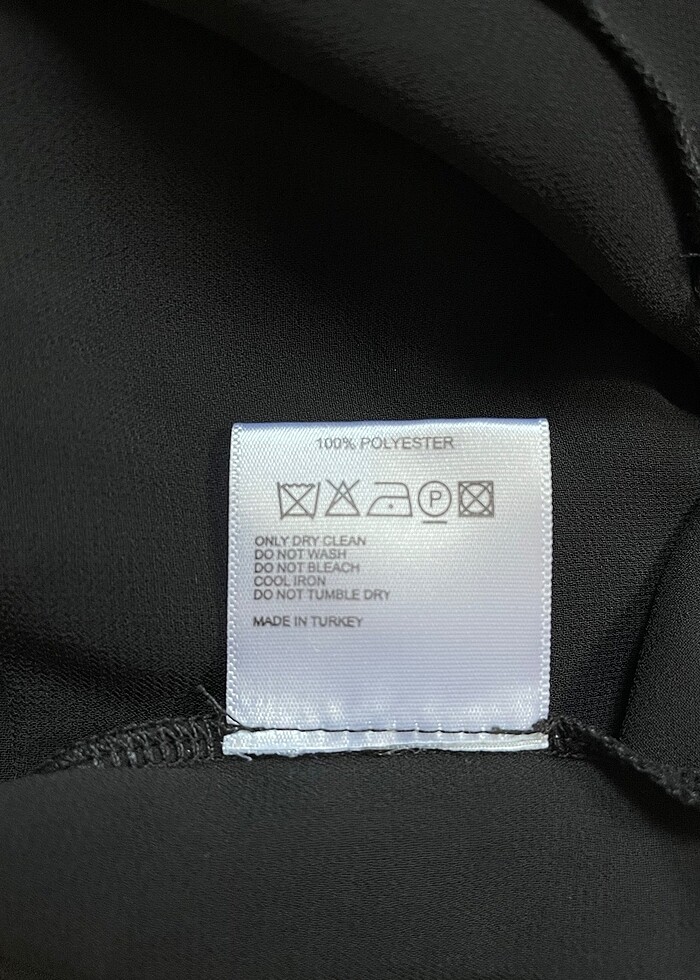 100% POLYESTER
P
ONLY DRY CLEAN
DO NOT WASH
DO NOT BLEACH
COOL IRON
DO NOT TUMBLE DRY
MADE IN TURKEY